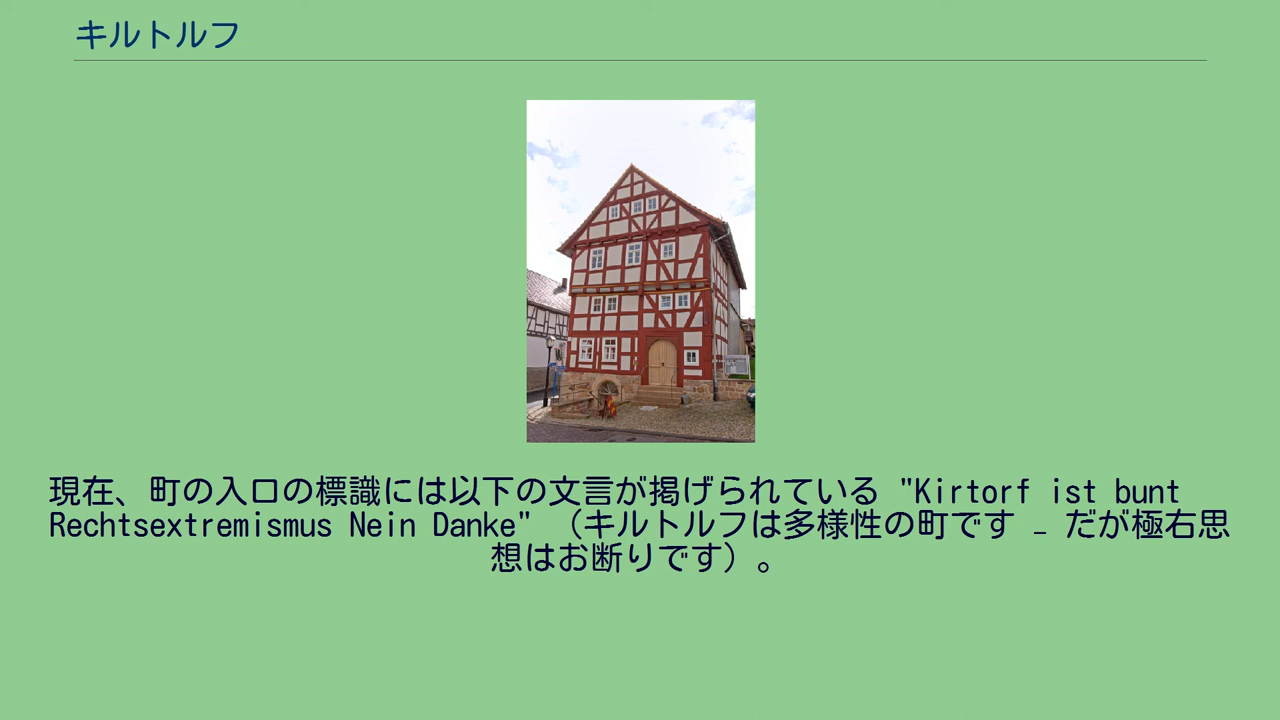 キルトルフ
現在、町の入口の標識には以下の文言が掲げられている "Kirtorf ist bunt
Rechtsextremismus Nein Danke" （キルトルフは多様性の町です – だが極右思
想はお断りです）。